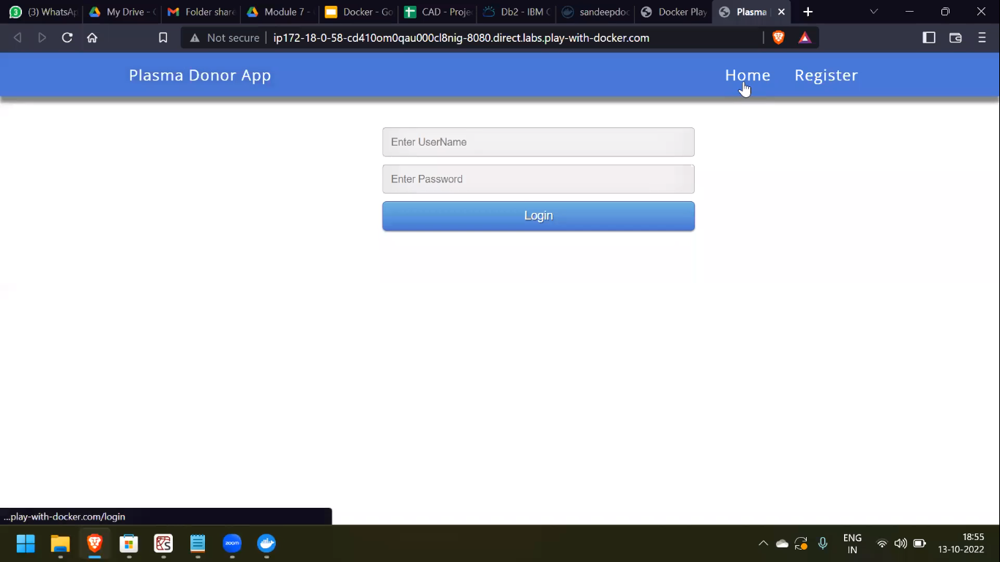 (3) WhatsA
My Drive - G
Folder share
Module 7 -
Docker - Go
CAD - Proje
Db2 - IBM C
sandeepdoc
Docker Play
Plasma
Not secure
ip172-18-0-58-cd410om0qau000cl8nig-8080.direct.labs.play-with-docker.com
Plasma Donor App
Home
Register
Enter UserName
Enter Password
Login
...play-with-docker.com/login
zoom
ENG
IN
18:55
13-10-2022